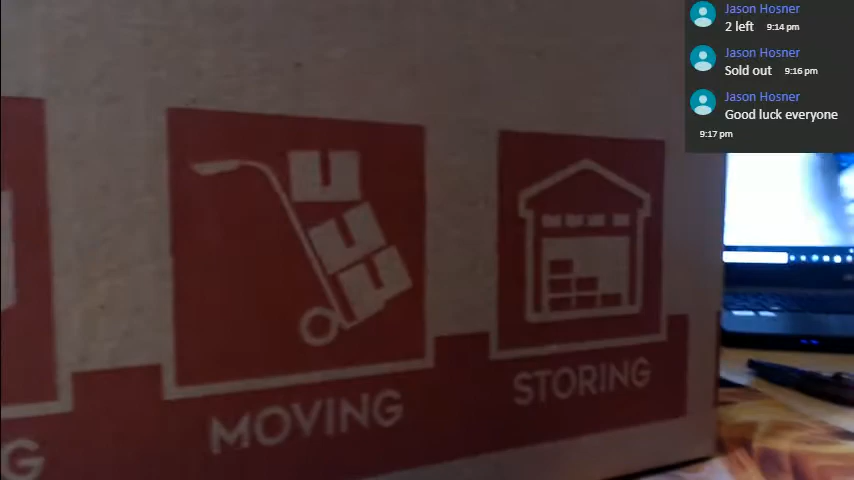 Jason Hosner
2 left 9:14 pm
Jason Hosner
Sold out 9:16 pm
Jason Hosner
Good luck everyone
9:17 pm
G
MOVING
STORING